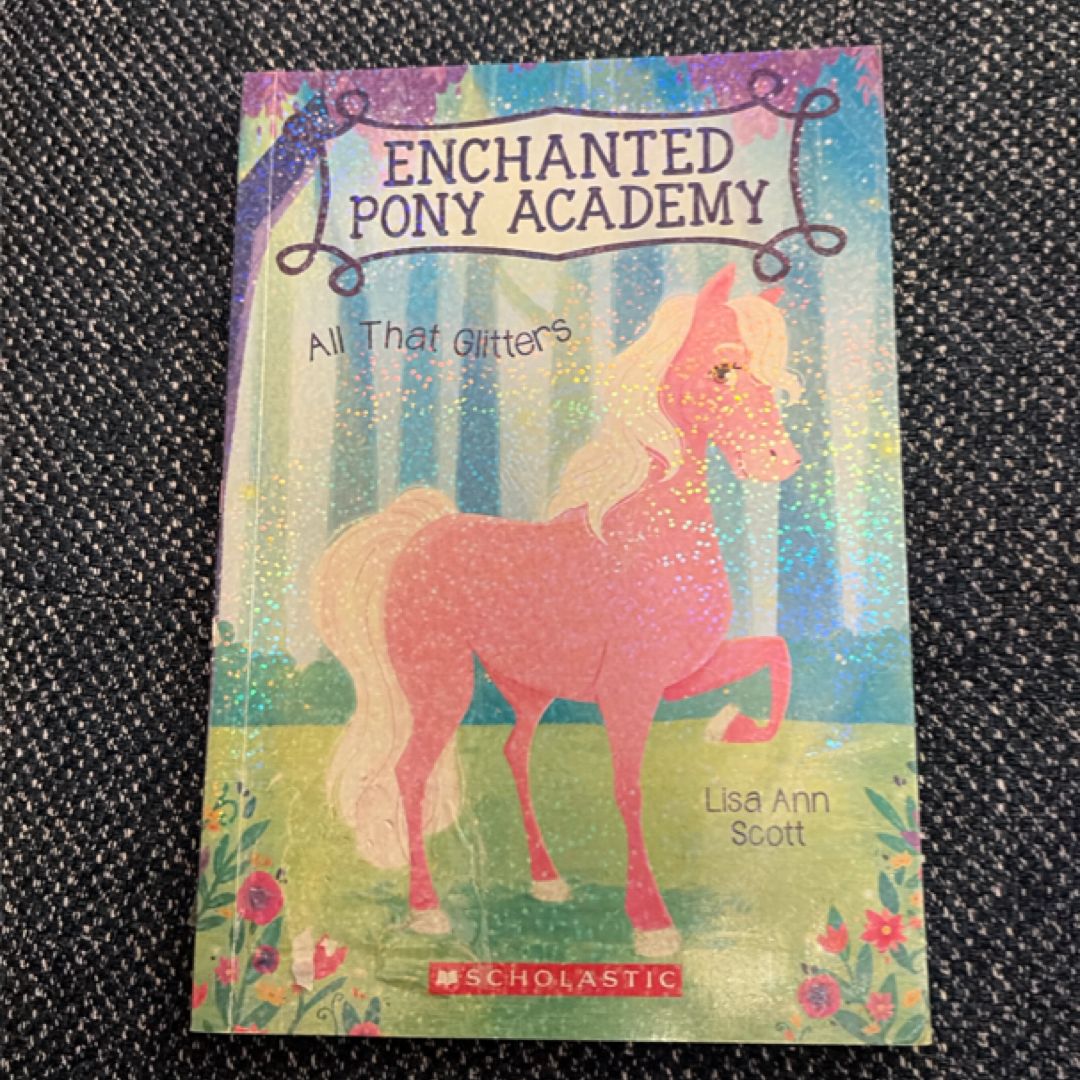 ENCHANTED
PONY ACADEMY
All That Glitters
Lisa Ann
Scott
SCHOLASTIC